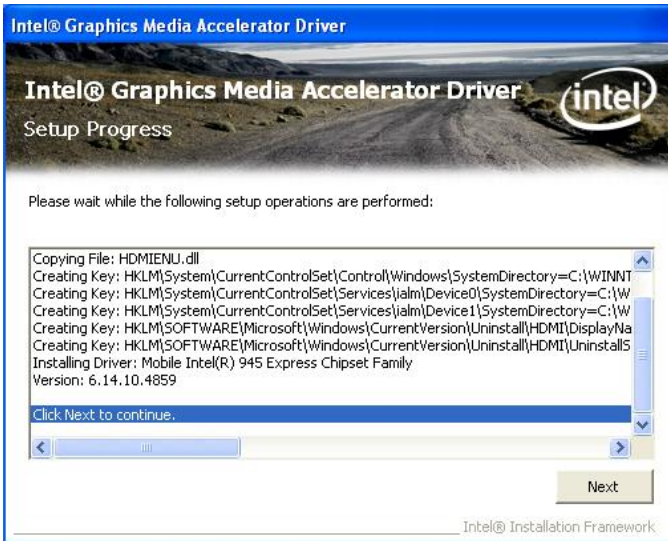 Intel® Graphics Media Accelerator Driver
Intel® Graphics Media Accelerator Driver
intel
Setup Progress
Please wait while the following setup operations are performed:
Copying File: HDMIENU.dll
Creating Key: HKLM\System\CurrentControlSet\Control\Windows\SystemDirectory=C:\WINNT
Creating Key: HKLM\System\CurrentControlSet\Services\ialm\Device0\SystemDirectory=C:\W
Creating Key: HKLM\System\CurrentControlSet\Services\ialm\Device1\SystemDirectory=C:\W
Creating Key: HKLM\SOFTWARE\Microsoft\Windows\CurrentVersion\Uninstall\HDMI\DisplayNa
Creating Key: HKLM\SOFTWARE\Microsoft\Windows\CurrentVersion\Uninstall\HDMI\UninstallS
Installing Driver: Mobile Intel(R) 945 Express Chipset Family
Version: 6.14.10.4859
Click Next to continue.
Next
Intel® Installation Framework